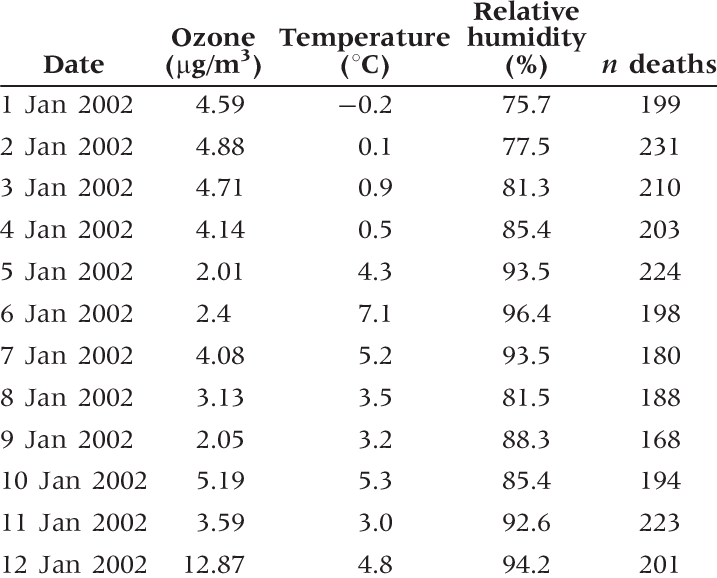 Date Ozone (μg/m³) Temperature (°C) Relative humidity (%) n deaths
1 Jan 2002 4.59 −0.2 75.7 199
2 Jan 2002 4.88 0.1 77.5 231
3 Jan 2002 4.71 0.9 81.3 210
4 Jan 2002 4.14 0.5 85.4 203
5 Jan 2002 2.01 4.3 93.5 224
6 Jan 2002 2.4 7.1 96.4 198
7 Jan 2002 4.08 5.2 93.5 180
8 Jan 2002 3.13 3.5 81.5 188
9 Jan 2002 2.05 3.2 88.3 168
10 Jan 2002 5.19 5.3 85.4 194
11 Jan 2002 3.59 3.0 92.6 223
12 Jan 2002 12.87 4.8 94.2 201